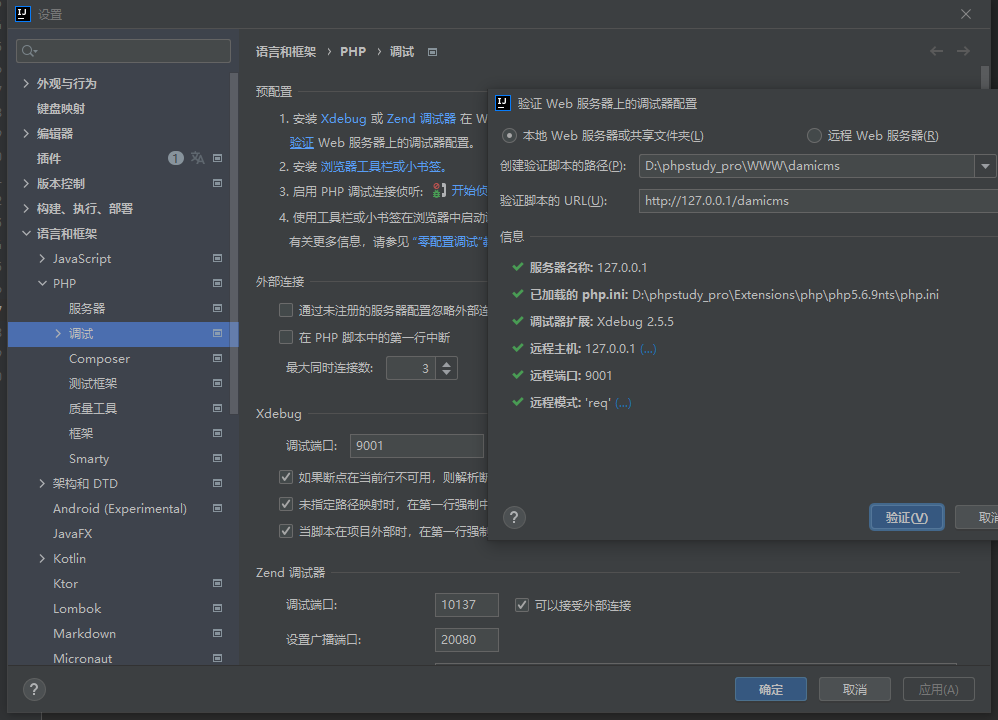 设置
外观与行为
键盘映射
编辑器
插件
1
版本控制
构建、执行、部署
语言和框架
JavaScript
PHP
服务器
调试
Composer
测试框架
质量工具
框架
Smarty
架构和 DTD
Android (Experimental)
JavaFX
Kotlin
Ktor
Lombok
Markdown
Micronaut
语言和框架 › PHP › 调试
预配置
1. 安装 Xdebug 或 Zend 调试器 在 W
验证 Web 服务器上的调试器配置。
2. 安装 浏览器工具栏或小书签。
3. 启用 PHP 调试连接侦听: 开始侦
4. 使用工具栏或小书签在浏览器中启动
有关更多信息，请参见 “零配置调试”
外部连接
通过未注册的服务器配置忽略外部连
在 PHP 脚本中的第一行中断
最大同时连接数: 3
Xdebug
调试端口: 9001
如果断点在当前行不可用，则解析断
未指定路径映射时，在第一行强制中
当脚本在项目外部时，在第一行强制
Zend 调试器
调试端口: 10137 可以接受外部连接
设置广播端口: 20080
验证 Web 服务器上的调试器配置
本地 Web 服务器或共享文件夹(L) 远程 Web 服务器(R)
创建验证脚本的路径(P): D:\phpstudy_pro\WWW\damicms
验证脚本的 URL(U): http://127.0.0.1/damicms
信息
服务器名称: 127.0.0.1
已加载的 php.ini: D:\phpstudy_pro\Extensions\php\php5.6.9nts\php.ini
调试器扩展: Xdebug 2.5.5
远程主机: 127.0.0.1 (...)
远程端口: 9001
远程模式: 'req' (...)
? 验证(V) 取消
? 确定 取消 应用(A)